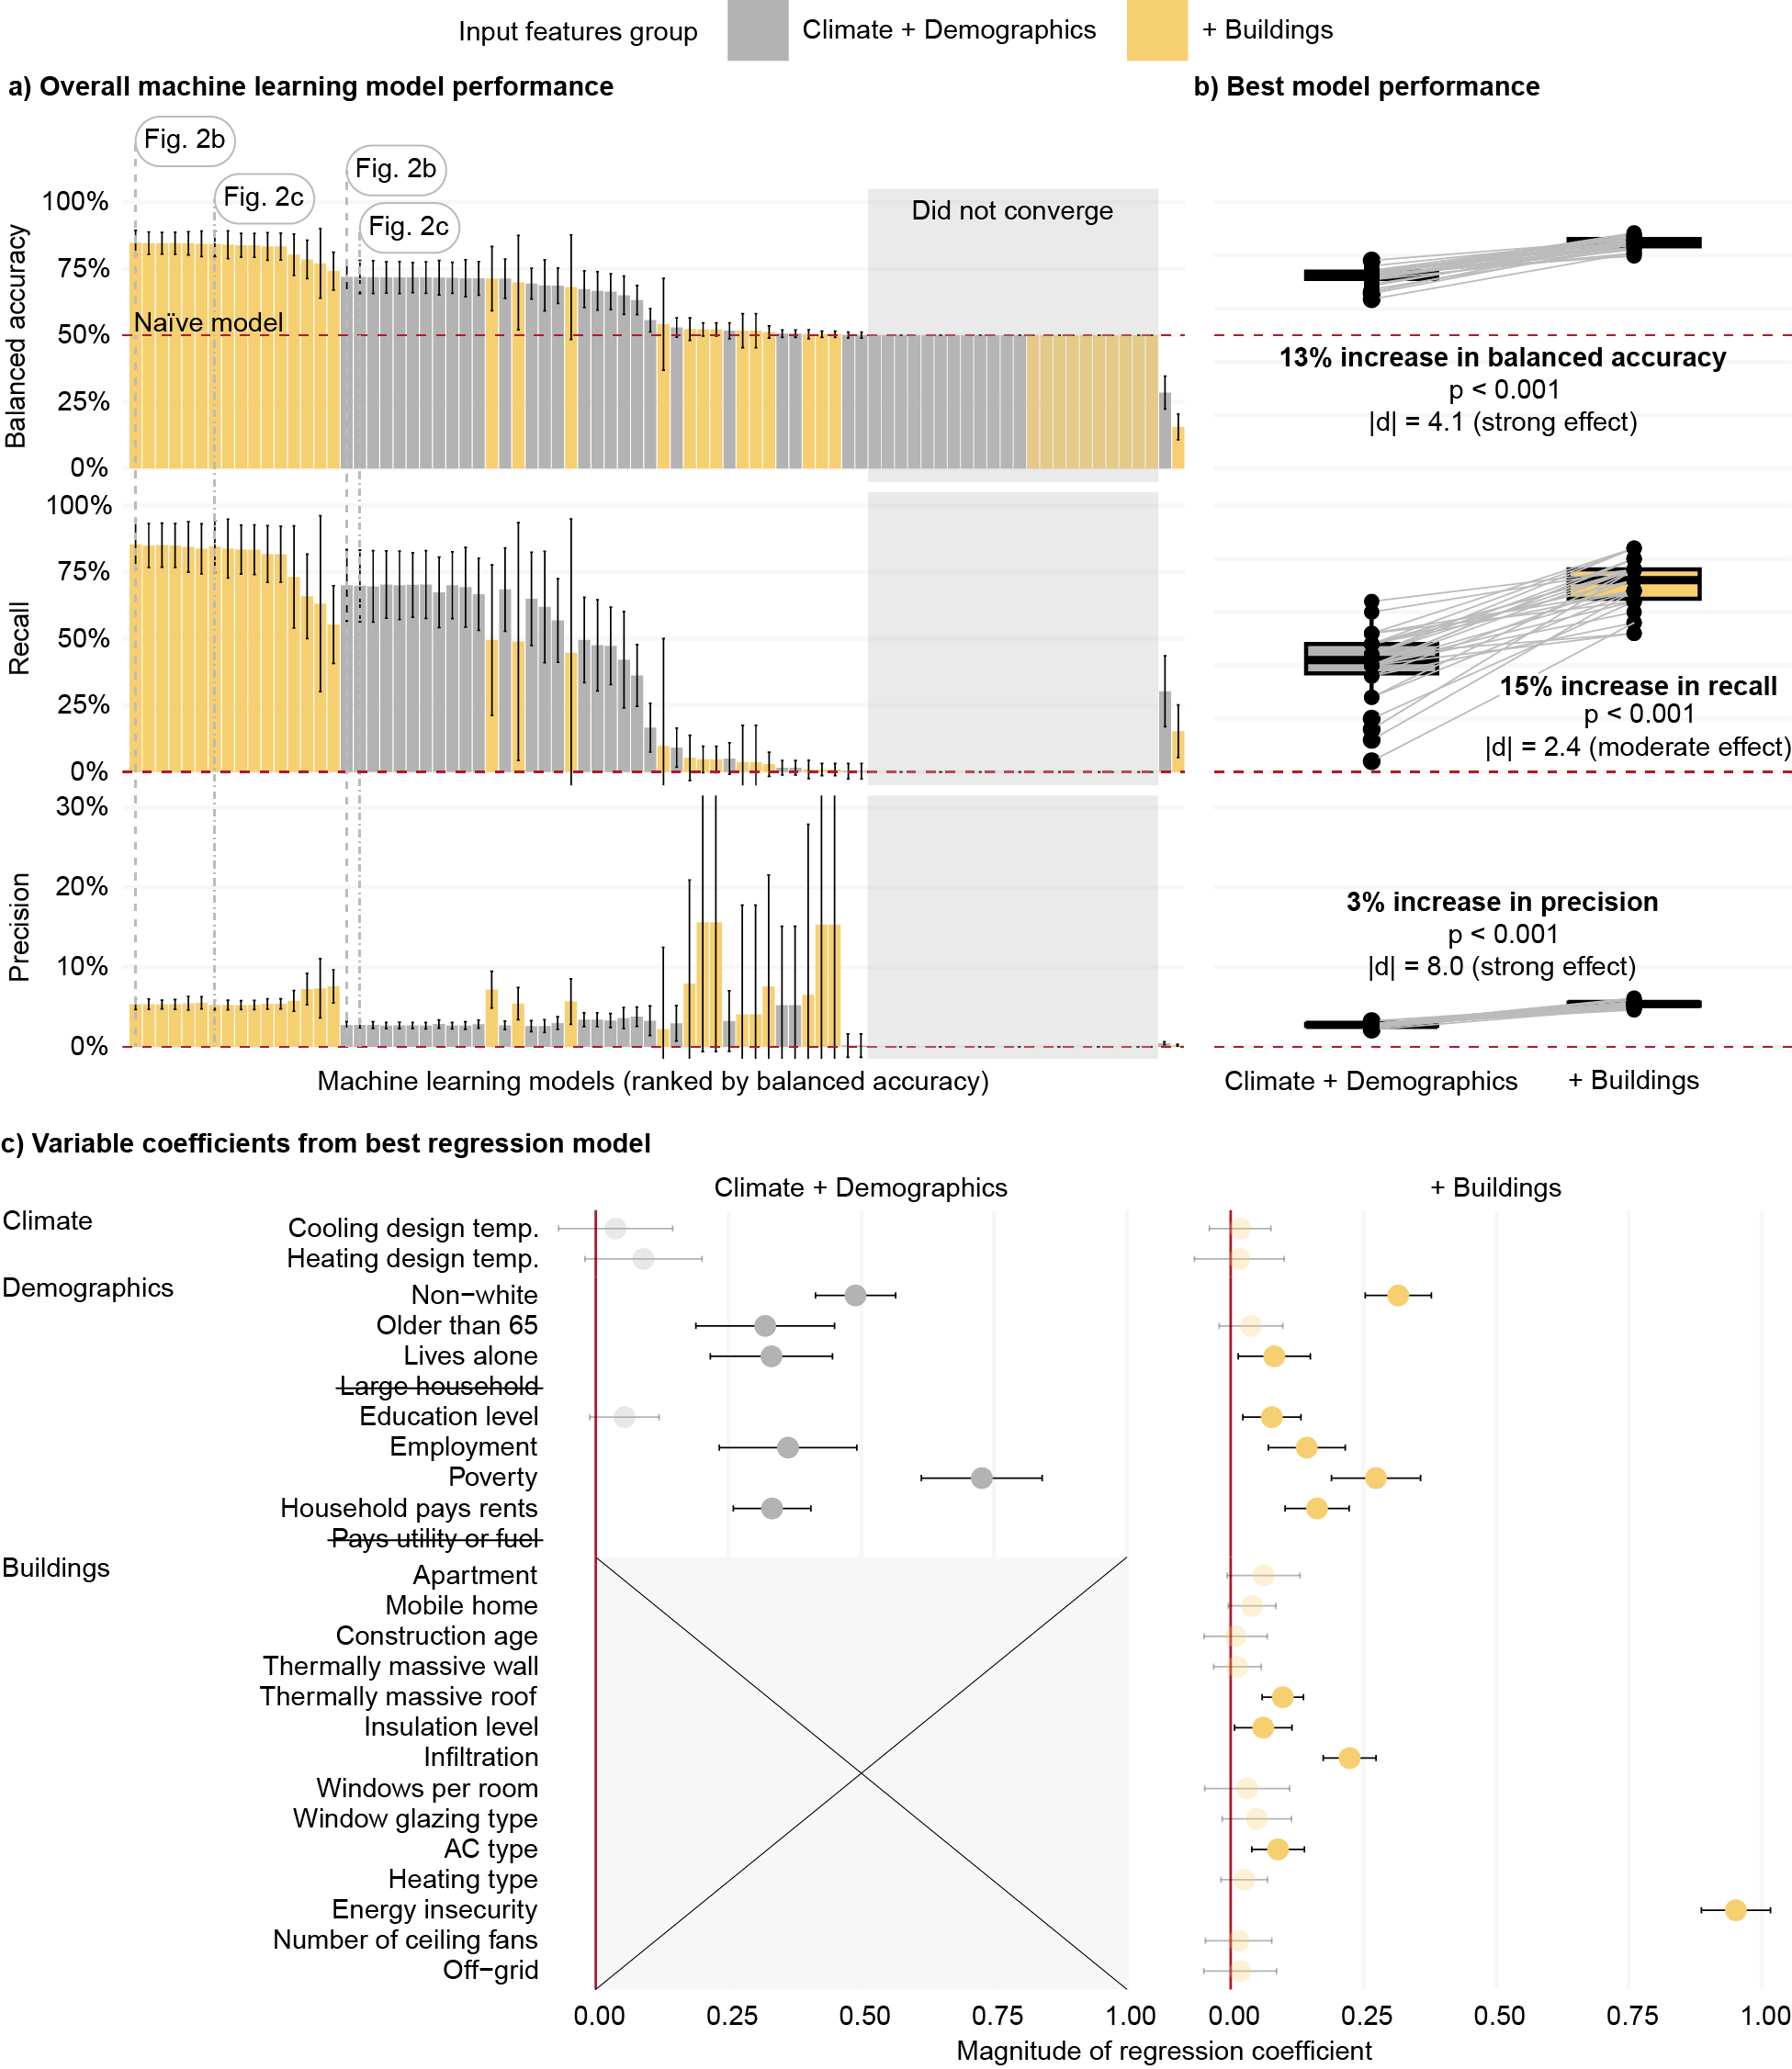 Input features group
Climate + Demographics
+ Buildings
a) Overall machine learning model performance
b) Best model performance
Fig. 2b
Fig. 2c
Fig. 2b
Fig. 2c
Did not converge
Balanced accuracy
100%
75%
50%
25%
0%
Naïve model
13% increase in balanced accuracy
p < 0.001
|d| = 4.1 (strong effect)
Recall
100%
75%
50%
25%
0%
15% increase in recall
p < 0.001
|d| = 2.4 (moderate effect)
Precision
30%
20%
10%
0%
3% increase in precision
p < 0.001
|d| = 8.0 (strong effect)
Machine learning models (ranked by balanced accuracy)
Climate + Demographics
+ Buildings
c) Variable coefficients from best regression model
Climate + Demographics
+ Buildings
Climate
Cooling design temp.
Heating design temp.
Demographics
Non−white
Older than 65
Lives alone
Large household
Education level
Employment
Poverty
Household pays rents
Pays utility or fuel
Buildings
Apartment
Mobile home
Construction age
Thermally massive wall
Thermally massive roof
Insulation level
Infiltration
Windows per room
Window glazing type
AC type
Heating type
Energy insecurity
Number of ceiling fans
Off−grid
0.00 0.25 0.50 0.75 1.00
0.00 0.25 0.50 0.75 1.00
Magnitude of regression coefficient